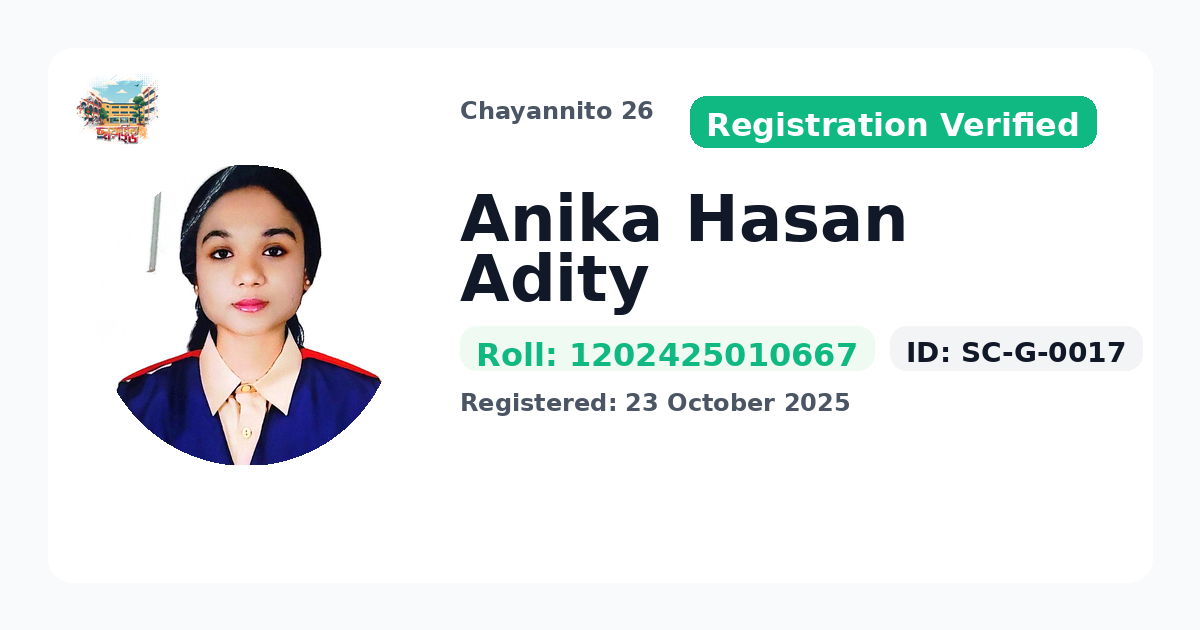 Chayannito 26
Registration Verified
Anika Hasan
Adity
Roll: 1202425010667
ID: SC-G-0017
Registered: 23 October 2025